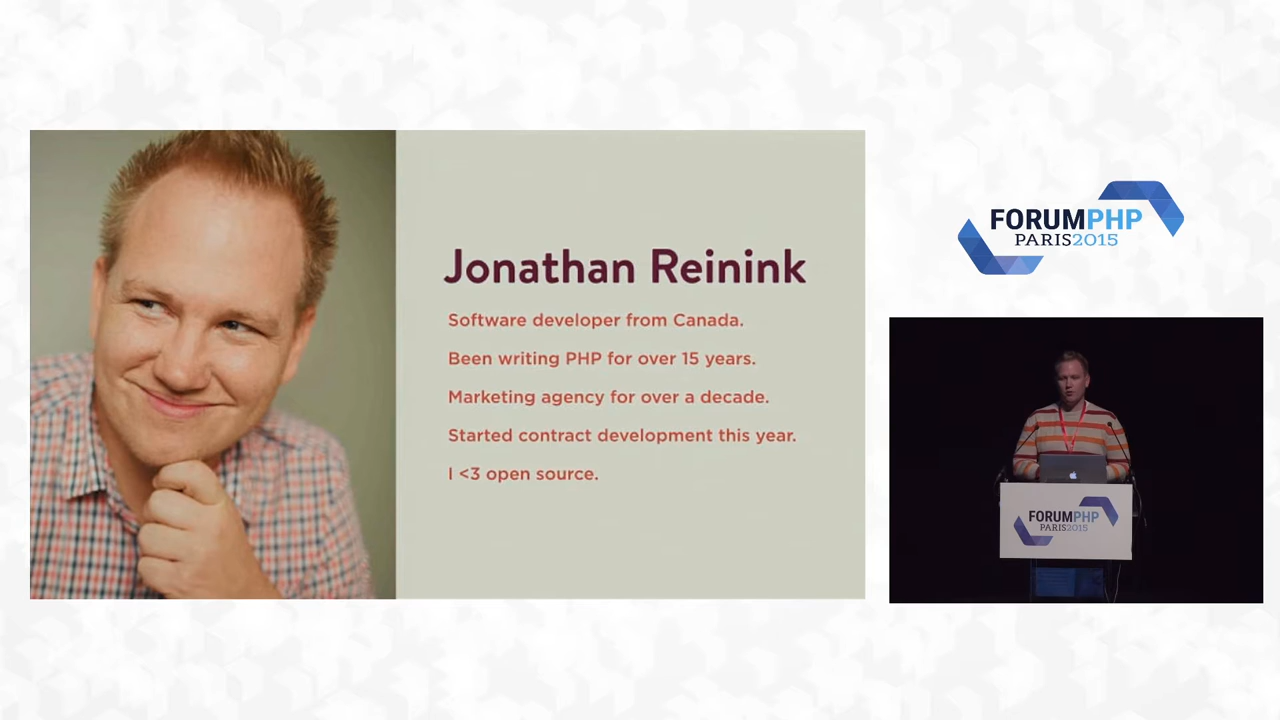 Jonathan Reinink
Software developer from Canada.
Been writing PHP for over 15 years.
Marketing agency for over a decade.
Started contract development this year.
I <3 open source.
FORUMPHP
PARIS2015
FORUMPHP
PARIS2015